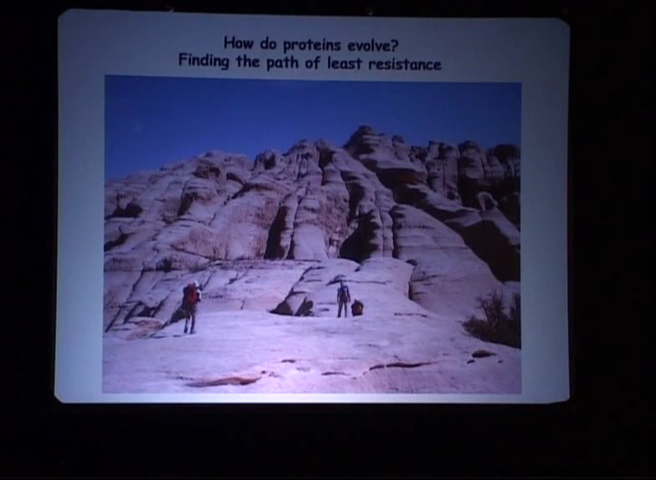 How do proteins evolve?
Finding the path of least resistance